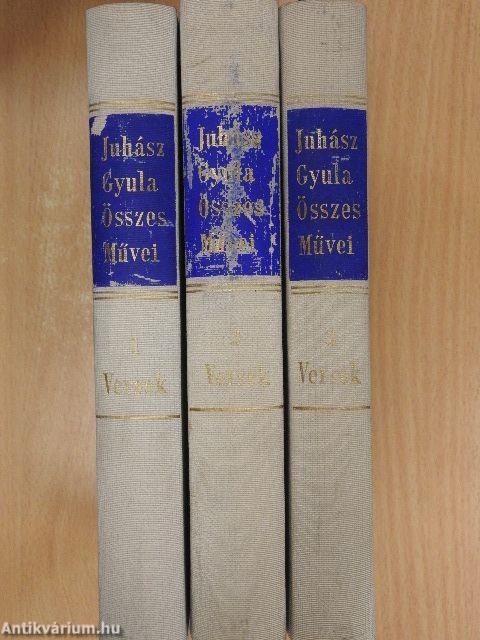 Juhász
Gyula
Összes
Művei
1
Versek
Juhász
Gyula
Összes
Művei
2
Versek
Juhász
Gyula
Összes
Művei
3
Versek
Antikvárium.hu